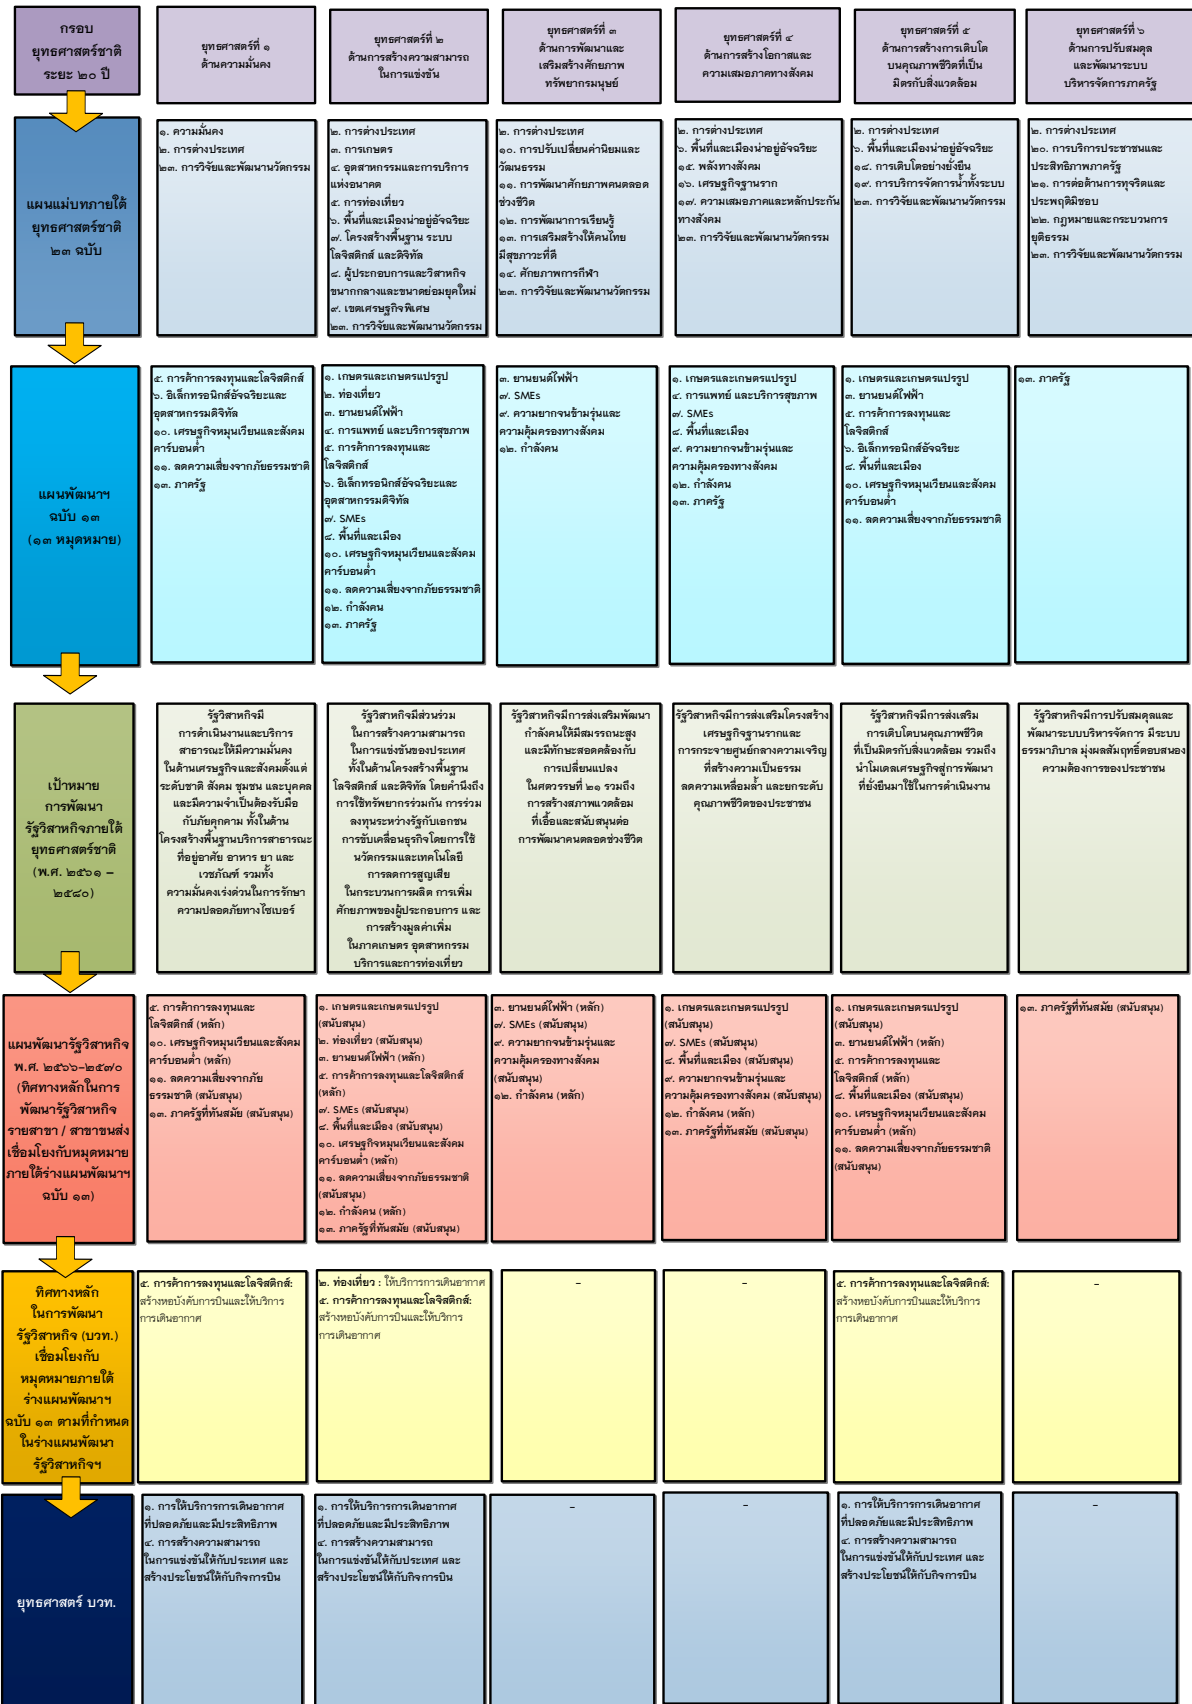 กรอบ
ยุทธศาสตร์ชาติ
ระยะ ๒๐ ปี
ยุทธศาสตร์ที่ ๑
ด้านความมั่นคง
ยุทธศาสตร์ที่ ๒
ด้านการสร้างความสามารถ
ในการแข่งขัน
ยุทธศาสตร์ที่ ๓
ด้านการพัฒนาและ
เสริมสร้างศักยภาพ
ทรัพยากรมนุษย์
ยุทธศาสตร์ที่ ๔
ด้านการสร้างโอกาสและ
ความเสมอภาคทางสังคม
ยุทธศาสตร์ที่ ๕
ด้านการสร้างการเติบโต
บนคุณภาพชีวิตที่เป็น
มิตรกับสิ่งแวดล้อม
ยุทธศาสตร์ที่ ๖
ด้านการปรับสมดุล
และพัฒนาระบบ
บริหารจัดการภาครัฐ
แผนแม่บทภายใต้
ยุทธศาสตร์ชาติ
๒๓ ฉบับ
๑. ความมั่นคง
๒. การต่างประเทศ
๒๓. การวิจัยและพัฒนานวัตกรรม
๒. การต่างประเทศ
๓. การเกษตร
๔. อุตสาหกรรมและการบริการ
แห่งอนาคต
๕. การท่องเที่ยว
๖. พื้นที่และเมืองน่าอยู่อัจฉริยะ
๗. โครงสร้างพื้นฐาน ระบบ
โลจิสติกส์ และดิจิทัล
๘. ผู้ประกอบการและวิสาหกิจ
ขนาดกลางและขนาดย่อมยุคใหม่
๙. เขตเศรษฐกิจพิเศษ
๒๓. การวิจัยและพัฒนานวัตกรรม
๒. การต่างประเทศ
๑๐. การปรับเปลี่ยนค่านิยมและ
วัฒนธรรม
๑๑. การพัฒนาศักยภาพคนตลอด
ช่วงชีวิต
๑๒. การพัฒนาการเรียนรู้
๑๓. การเสริมสร้างให้คนไทย
มีสุขภาวะที่ดี
๑๔. ศักยภาพการกีฬา
๒๓. การวิจัยและพัฒนานวัตกรรม
๒. การต่างประเทศ
๖. พื้นที่และเมืองน่าอยู่อัจฉริยะ
๑๕. พลังทางสังคม
๑๖. เศรษฐกิจฐานราก
๑๗. ความเสมอภาคและหลักประกัน
ทางสังคม
๒๓. การวิจัยและพัฒนานวัตกรรม
๒. การต่างประเทศ
๖. พื้นที่และเมืองน่าอยู่อัจฉริยะ
๑๘. การเติบโตอย่างยั่งยืน
๑๙. การบริการจัดการน้ำทั้งระบบ
๒๓. การวิจัยและพัฒนานวัตกรรม
๒. การต่างประเทศ
๒๐. การบริการประชาชนและ
ประสิทธิภาพภาครัฐ
๒๑. การต่อต้านการทุจริตและ
ประพฤติมิชอบ
๒๒. กฎหมายและกระบวนการ
ยุติธรรม
๒๓. การวิจัยและพัฒนานวัตกรรม
แผนพัฒนาฯ
ฉบับ ๑๓
(๑๓ หมุดหมาย)
๕. การค้าการลงทุนและโลจิสติกส์
๖. อิเล็กทรอนิกส์อัจฉริยะและ
อุตสาหกรรมดิจิทัล
๑๐. เศรษฐกิจหมุนเวียนและสังคม
คาร์บอนต่ำ
๑๑. ลดความเสี่ยงจากภัยธรรมชาติ
๑๓. ภาครัฐ
๑. เกษตรและเกษตรแปรรูป
๒. ท่องเที่ยว
๓. ยานยนต์ไฟฟ้า
๔. การแพทย์ และบริการสุขภาพ
๕. การค้าการลงทุนและ
โลจิสติกส์
๖. อิเล็กทรอนิกส์อัจฉริยะและ
อุตสาหกรรมดิจิทัล
๗. SMEs
๘. พื้นที่และเมือง
๑๐. เศรษฐกิจหมุนเวียนและสังคม
คาร์บอนต่ำ
๑๑. ลดความเสี่ยงจากภัยธรรมชาติ
๑๒. กำลังคน
๑๓. ภาครัฐ
๓. ยานยนต์ไฟฟ้า
๗. SMEs
๙. ความยากจนข้ามรุ่นและ
ความคุ้มครองทางสังคม
๑๒. กำลังคน
๑. เกษตรและเกษตรแปรรูป
๔. การแพทย์ และบริการสุขภาพ
๗. SMEs
๘. พื้นที่และเมือง
๙. ความยากจนข้ามรุ่นและ
ความคุ้มครองทางสังคม
๑๒. กำลังคน
๑๓. ภาครัฐ
๑. เกษตรและเกษตรแปรรูป
๓. ยานยนต์ไฟฟ้า
๕. การค้าการลงทุนและ
โลจิสติกส์
๖. อิเล็กทรอนิกส์อัจฉริยะ
๘. พื้นที่และเมือง
๑๐. เศรษฐกิจหมุนเวียนและสังคม
คาร์บอนต่ำ
๑๑. ลดความเสี่ยงจากภัยธรรมชาติ
๑๓. ภาครัฐ
เป้าหมาย
การพัฒนา
รัฐวิสาหกิจภายใต้
ยุทธศาสตร์ชาติ
(พ.ศ. ๒๕๖๑ –
๒๕๘๐)
รัฐวิสาหกิจมี
การดำเนินงานและบริการ
สาธารณะให้มีความมั่นคง
ในด้านเศรษฐกิจและสังคมตั้งแต่
ระดับชาติ สังคม ชุมชน และบุคคล
และมีความจำเป็นต้องรับมือ
กับภัยคุกคาม ทั้งในด้าน
โครงสร้างพื้นฐานบริการสาธารณะ
ที่อยู่อาศัย อาหาร ยา และ
เวชภัณฑ์ รวมทั้ง
ความมั่นคงเร่งด่วนในการรักษา
ความปลอดภัยทางไซเบอร์
รัฐวิสาหกิจมีส่วนร่วม
ในการสร้างความสามารถ
ในการแข่งขันของประเทศ
ทั้งในด้านโครงสร้างพื้นฐาน
โลจิสติกส์ และดิจิทัล โดยคำนึงถึง
การใช้ทรัพยากรร่วมกัน การร่วม
ลงทุนระหว่างรัฐกับเอกชน
การขับเคลื่อนธุรกิจโดยการใช้
นวัตกรรมและเทคโนโลยี
การลดการสูญเสีย
ในกระบวนการผลิต การเพิ่ม
ศักยภาพของผู้ประกอบการ และ
การสร้างมูลค่าเพิ่ม
ในภาคเกษตร อุตสาหกรรม
บริการและการท่องเที่ยว
รัฐวิสาหกิจมีการส่งเสริมพัฒนา
กำลังคนให้มีสมรรถนะสูง
และมีทักษะสอดคล้องกับ
การเปลี่ยนแปลง
ในศตวรรษที่ ๒๑ รวมถึง
การสร้างสภาพแวดล้อม
ที่เอื้อและสนับสนุนต่อ
การพัฒนาคนตลอดช่วงชีวิต
รัฐวิสาหกิจมีการส่งเสริมโครงสร้าง
เศรษฐกิจฐานรากและ
การกระจายศูนย์กลางความเจริญ
ที่สร้างความเป็นธรรม
ลดความเหลื่อมล้ำ และยกระดับ
คุณภาพชีวิตของประชาชน
รัฐวิสาหกิจมีการส่งเสริม
การเติบโตบนคุณภาพชีวิต
ที่เป็นมิตรกับสิ่งแวดล้อม รวมถึง
นำโมเดลเศรษฐกิจสู่การพัฒนา
ที่ยั่งยืนมาใช้ในการดำเนินงาน
รัฐวิสาหกิจมีการปรับสมดุลและ
พัฒนาระบบบริหารจัดการ มีระบบ
ธรรมาภิบาล มุ่งผลสัมฤทธิ์ตอบสนอง
ความต้องการของประชาชน
แผนพัฒนารัฐวิสาหกิจ
พ.ศ. ๒๕๖๖-๒๕๗๐
(ทิศทางหลักในการ
พัฒนารัฐวิสาหกิจ
รายสาขา / สาขาขนส่ง
เชื่อมโยงกับหมุดหมาย
ภายใต้ร่างแผนพัฒนาฯ
ฉบับ ๑๓)
๕. การค้าการลงทุนและ
โลจิสติกส์ (หลัก)
๑๐. เศรษฐกิจหมุนเวียนและสังคม
คาร์บอนต่ำ (หลัก)
๑๑. ลดความเสี่ยงจากภัย
ธรรมชาติ (สนับสนุน)
๑๓. ภาครัฐที่ทันสมัย (สนับสนุน)
๑. เกษตรและเกษตรแปรรูป
(สนับสนุน)
๒. ท่องเที่ยว (สนับสนุน)
๓. ยานยนต์ไฟฟ้า (หลัก)
๕. การค้าการลงทุนและโลจิสติกส์
(หลัก)
๗. SMEs (สนับสนุน)
๘. พื้นที่และเมือง (สนับสนุน)
๑๐. เศรษฐกิจหมุนเวียนและสังคม
คาร์บอนต่ำ (หลัก)
๑๑. ลดความเสี่ยงจากภัยธรรมชาติ
(สนับสนุน)
๑๒. กำลังคน (หลัก)
๑๓. ภาครัฐที่ทันสมัย (สนับสนุน)
๓. ยานยนต์ไฟฟ้า (หลัก)
๗. SMEs (สนับสนุน)
๙. ความยากจนข้ามรุ่นและ
ความคุ้มครองทางสังคม
(สนับสนุน)
๑๒. กำลังคน (หลัก)
๑. เกษตรและเกษตรแปรรูป
(สนับสนุน)
๗. SMEs (สนับสนุน)
๘. พื้นที่และเมือง (สนับสนุน)
๙. ความยากจนข้ามรุ่นและ
ความคุ้มครองทางสังคม (สนับสนุน)
๑๒. กำลังคน (หลัก)
๑๓. ภาครัฐที่ทันสมัย (สนับสนุน)
๑. เกษตรและเกษตรแปรรูป
(สนับสนุน)
๓. ยานยนต์ไฟฟ้า (หลัก)
๕. การค้าการลงทุนและ
โลจิสติกส์ (หลัก)
๘. พื้นที่และเมือง (สนับสนุน)
๑๐. เศรษฐกิจหมุนเวียนและสังคม
คาร์บอนต่ำ (หลัก)
๑๑. ลดความเสี่ยงจากภัยธรรมชาติ
(สนับสนุน)
๑๓. ภาครัฐที่ทันสมัย (สนับสนุน)
ทิศทางหลัก
ในการพัฒนา
รัฐวิสาหกิจ (บวท.)
เชื่อมโยงกับ
หมุดหมายภายใต้
ร่างแผนพัฒนาฯ
ฉบับ ๑๓ ตามที่กำหนด
ในร่างแผนพัฒนา
รัฐวิสาหกิจฯ
๕. การค้าการลงทุนและโลจิสติกส์:
สร้างหอบังคับการบินและให้บริการ
การเดินอากาศ
๒. ท่องเที่ยว : ให้บริการการเดินอากาศ
๕. การค้าการลงทุนและโลจิสติกส์:
สร้างหอบังคับการบินและให้บริการ
การเดินอากาศ
–
–
๕. การค้าการลงทุนและโลจิสติกส์:
สร้างหอบังคับการบินและให้บริการ
การเดินอากาศ
–
ยุทธศาสตร์ บวท.
๑. การให้บริการการเดินอากาศ
ที่ปลอดภัยและมีประสิทธิภาพ
๔. การสร้างความสามารถ
ในการแข่งขันให้กับประเทศ และ
สร้างประโยชน์ให้กับกิจการบิน
๑. การให้บริการการเดินอากาศ
ที่ปลอดภัยและมีประสิทธิภาพ
๔. การสร้างความสามารถ
ในการแข่งขันให้กับประเทศ และ
สร้างประโยชน์ให้กับกิจการบิน
–
–
๑. การให้บริการการเดินอากาศ
ที่ปลอดภัยและมีประสิทธิภาพ
๔. การสร้างความสามารถ
ในการแข่งขันให้กับประเทศ และ
สร้างประโยชน์ให้กับกิจการบิน
–